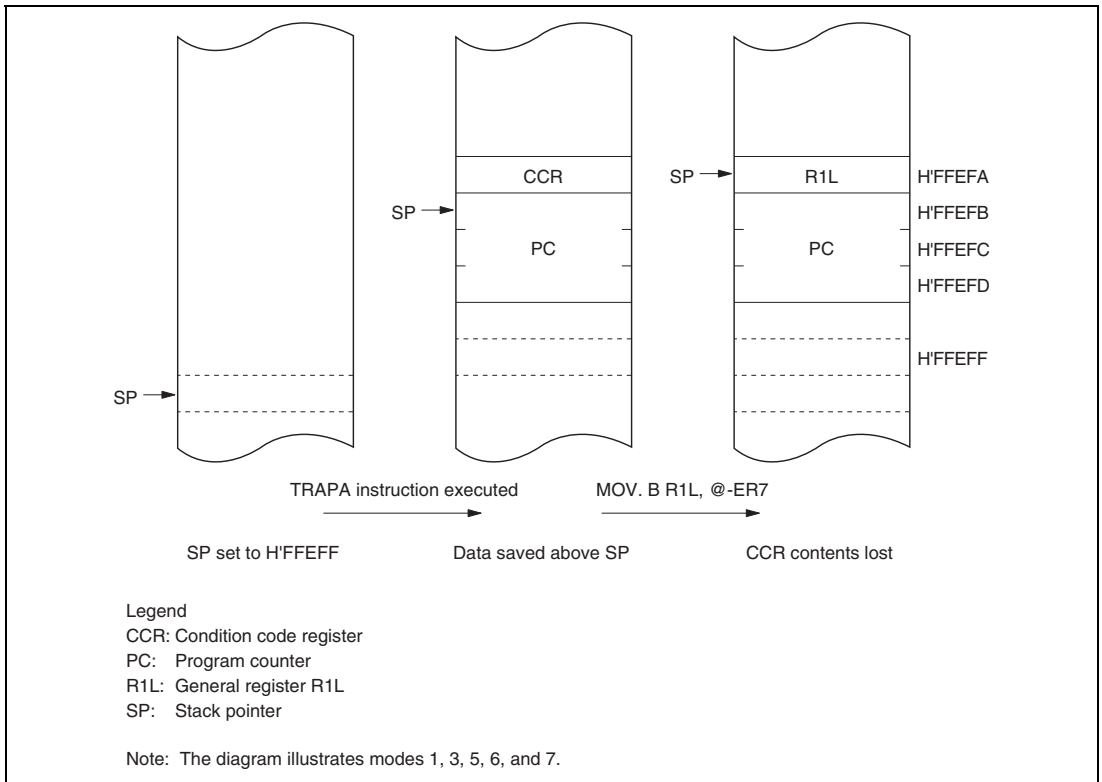 CCR
SP
R1L
H'FFEFA
SP
H'FFEFB
PC
PC
H'FFEFC
H'FFEFD
H'FFEFF
SP
TRAPA instruction executed
MOV. B R1L, @-ER7
SP set to H'FFEFF
Data saved above SP
CCR contents lost
Legend
CCR: Condition code register
PC: Program counter
R1L: General register R1L
SP: Stack pointer
Note: The diagram illustrates modes 1, 3, 5, 6, and 7.